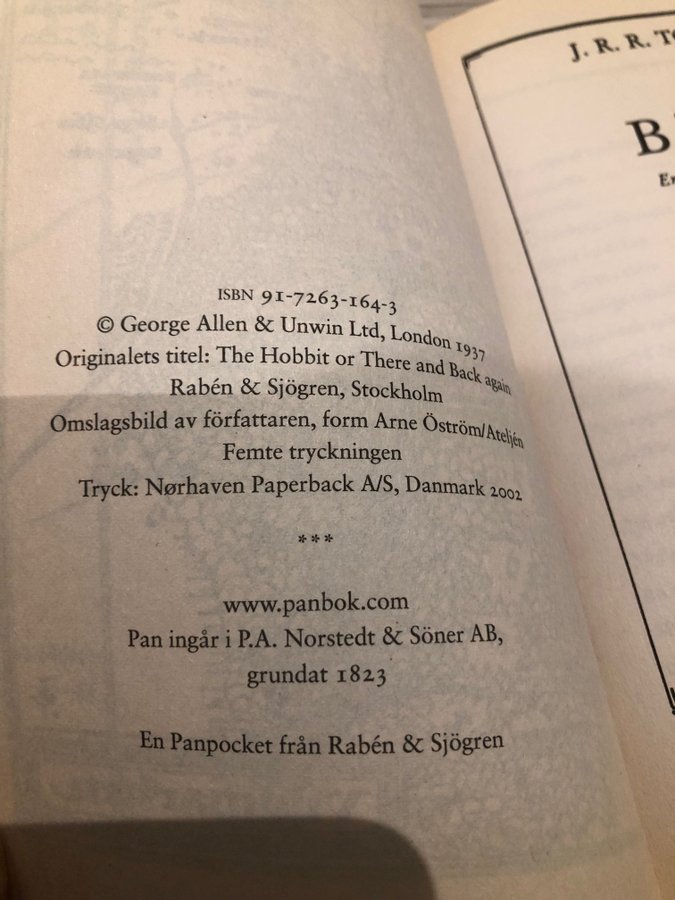 ISBN 91-7263-164-3
© George Allen & Unwin Ltd, London 1937
Originalets titel: The Hobbit or There and Back again
Rabén & Sjögren, Stockholm
Omslagsbild av författaren, form Arne Öström/Ateljén
Femte tryckningen
Tryck: Nørhaven Paperback A/S, Danmark 2002
***
www.panbok.com
Pan ingår i P.A. Norstedt & Söner AB,
grundat 1823
En Panpocket från Rabén & Sjögren
J. R. R. T